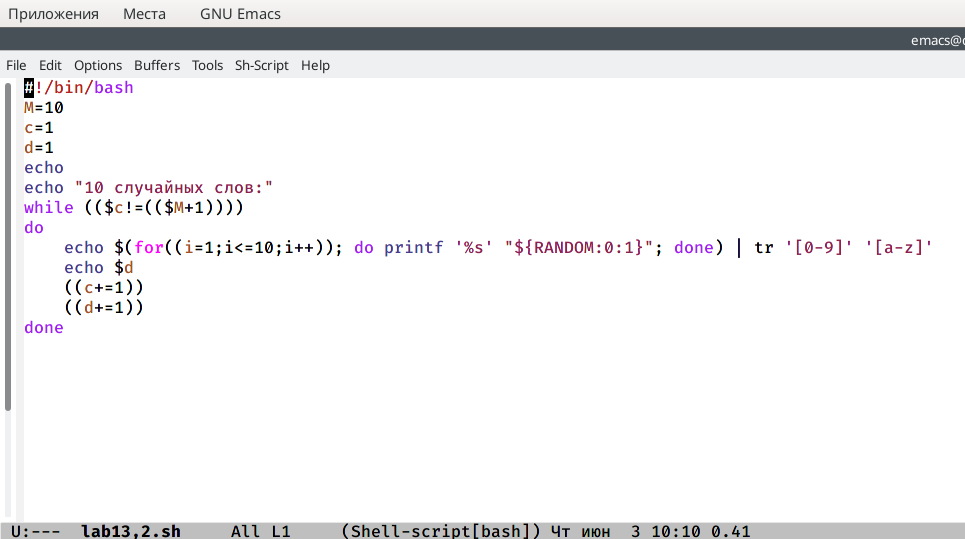 Приложения Места GNU Emacs
emacs@
File Edit Options Buffers Tools Sh-Script Help
#!/bin/bash
M=10
c=1
d=1
echo
echo "10 случайных слов:"
while (($c!=(($M+1))))
do
    echo $(for((i=1;i<=10;i++)); do printf '%s' "${RANDOM:0:1}"; done) | tr '[0-9]' '[a-z]'
    echo $d
    ((c+=1))
    ((d+=1))
done
U:--- lab13,2.sh All L1 (Shell-script[bash]) Чт июн 3 10:10 0.41